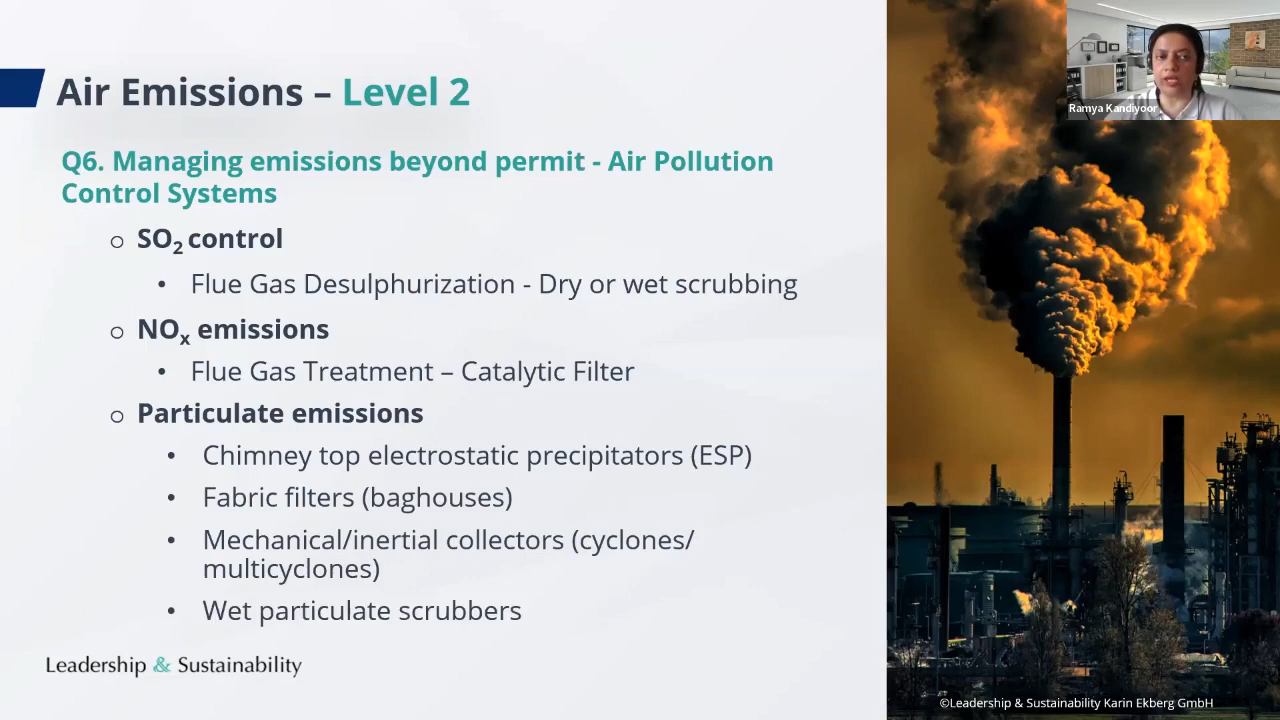 Air Emissions – Level 2
Ramya Kandiyoor
Q6. Managing emissions beyond permit - Air Pollution
Control Systems
○ SO₂ control
• Flue Gas Desulphurization - Dry or wet scrubbing
○ NOₓ emissions
• Flue Gas Treatment – Catalytic Filter
○ Particulate emissions
• Chimney top electrostatic precipitators (ESP)
• Fabric filters (baghouses)
• Mechanical/inertial collectors (cyclones/
multicyclones)
• Wet particulate scrubbers
Leadership & Sustainability
©Leadership & Sustainability Karin Ekberg GmbH